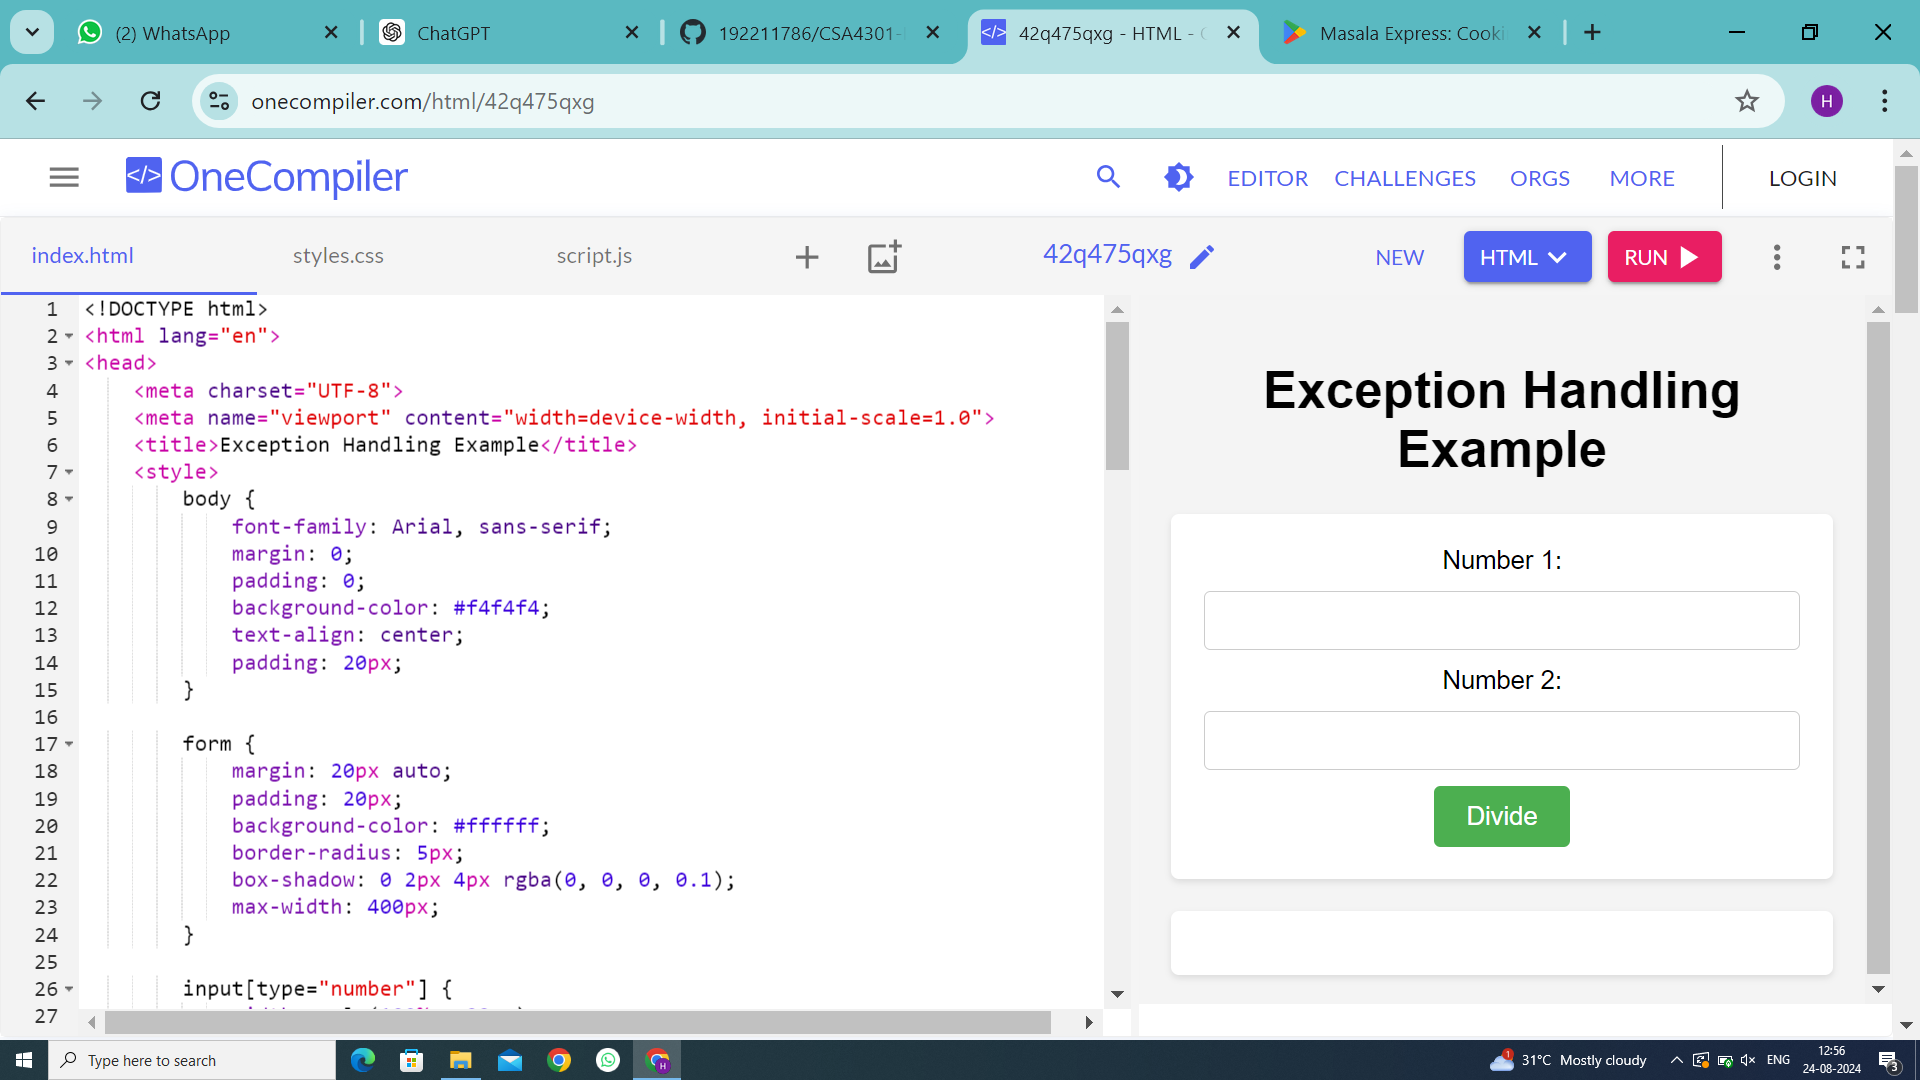 (2) WhatsApp
ChatGPT
192211786/CSA4301-
42q475qxg - HTML -
Masala Express: Cooki
onecompiler.com/html/42q475qxg
H
</> OneCompiler
EDITOR
CHALLENGES
ORGS
MORE
LOGIN
index.html
styles.css
script.js
42q475qxg
NEW
HTML
RUN
1 <!DOCTYPE html>
2 <html lang="en">
3 <head>
4 <meta charset="UTF-8">
5 <meta name="viewport" content="width=device-width, initial-scale=1.0">
6 <title>Exception Handling Example</title>
7 <style>
8 body {
9 font-family: Arial, sans-serif;
10 margin: 0;
11 padding: 0;
12 background-color: #f4f4f4;
13 text-align: center;
14 padding: 20px;
15 }
16
17 form {
18 margin: 20px auto;
19 padding: 20px;
20 background-color: #ffffff;
21 border-radius: 5px;
22 box-shadow: 0 2px 4px rgba(0, 0, 0, 0.1);
23 max-width: 400px;
24 }
25
26 input[type="number"] {
27
Exception Handling
Example
Number 1:
Number 2:
Divide
Type here to search
H
1
31°C Mostly cloudy
ENG
12:56
24-08-2024
3